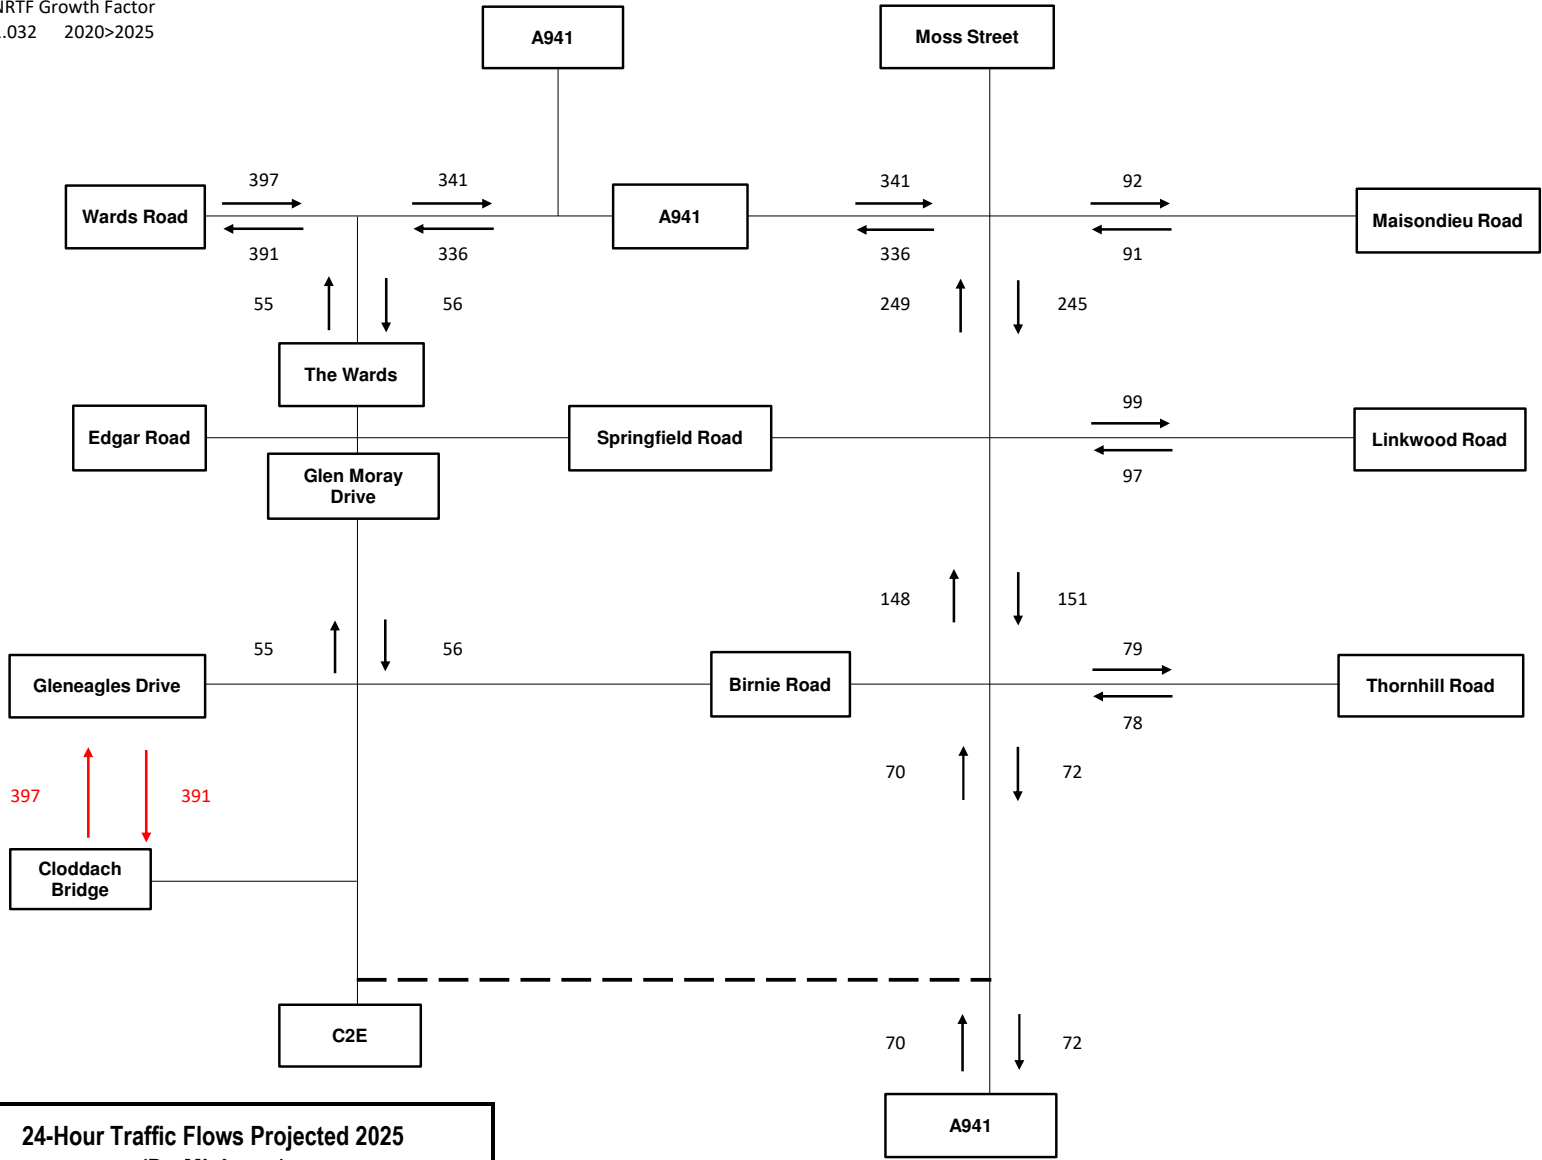 NRTF Growth Factor
1.032 2020>2025
A941
Moss Street
397
341
341
92
Wards Road
A941
Maisondieu Road
391
336
336
91
55
56
249
245
The Wards
99
Edgar Road
Springfield Road
Linkwood Road
97
Glen Moray
Drive
148
151
55
56
79
Gleneagles Drive
Birnie Road
Thornhill Road
78
70
72
397
391
Cloddach
Bridge
C2E
70
72
A941
24-Hour Traffic Flows Projected 2025